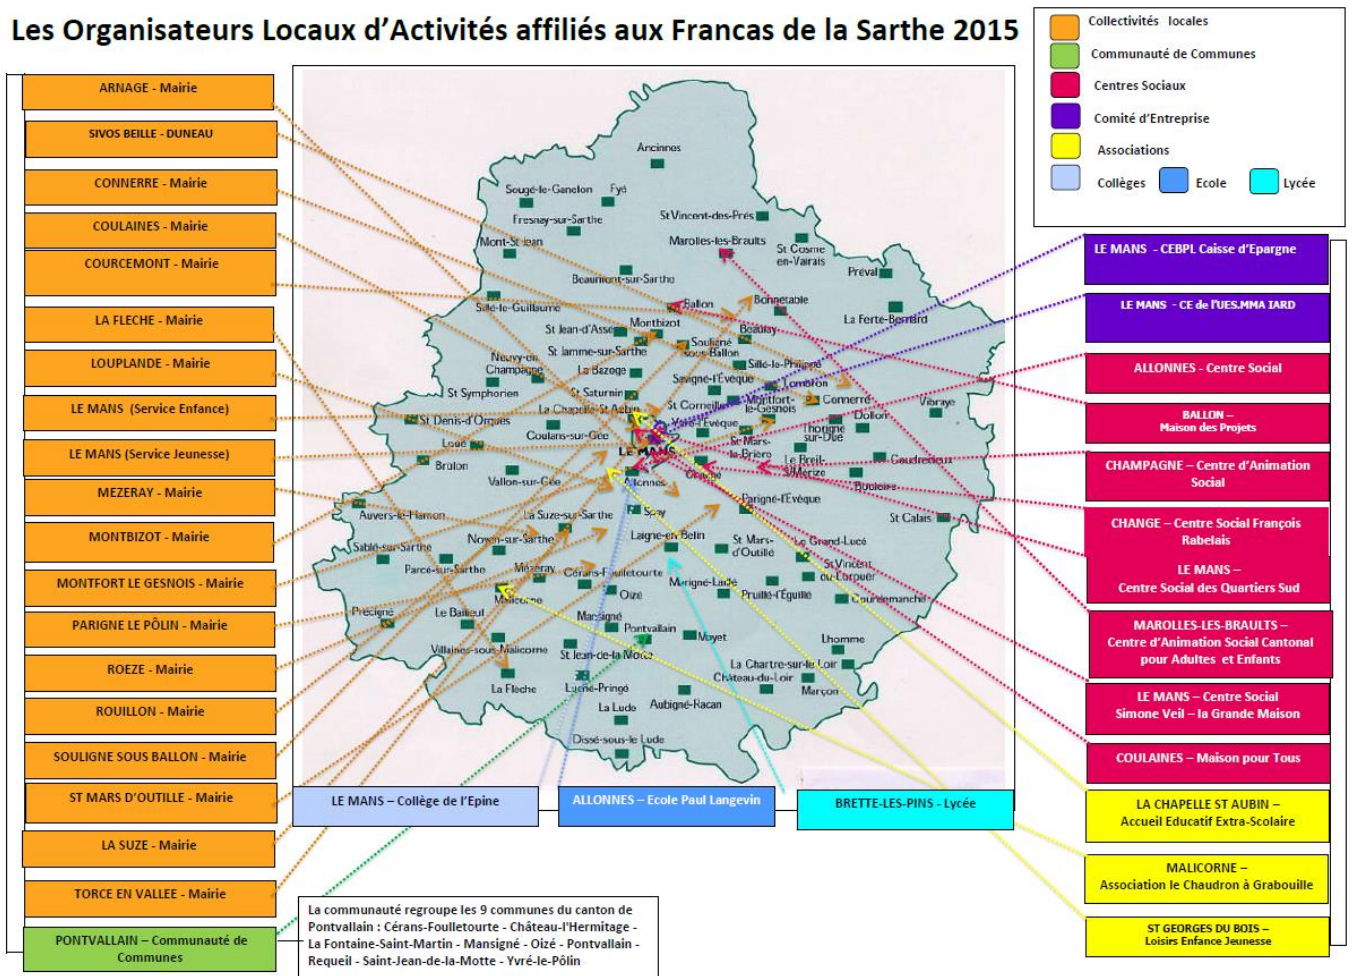 Les Organisateurs Locaux d'Activités affiliés aux Francas de la Sarthe 2015
Collectivités locales
Communauté de Communes
Centres Sociaux
Comité d'Entreprise
Associations
Collèges
Ecole
Lycée
ARNAGE - Mairie
SIVOS BEILLE - DUNEAU
CONNERRE - Mairie
COULAINES - Mairie
COURCEMONT - Mairie
LA FLECHE - Mairie
LOUPLANDE - Mairie
LE MANS (Service Enfance)
LE MANS (Service Jeunesse)
MEZERAY - Mairie
MONTBIZOT - Mairie
MONTFORT LE GESNOIS - Mairie
PARIGNE LE PÔLIN - Mairie
ROEZE - Mairie
ROUILLON - Mairie
SOULIGNE SOUS BALLON - Mairie
ST MARS D'OUTILLE - Mairie
LA SUZE - Mairie
TORCE EN VALLEE - Mairie
PONTVALLAIN – Communauté de
Communes
Ancinnes
Sougé-le-Ganelon
Fyé
Fresnay-sur-Sarthe
St Vincent-des-Prés
Mont-St Jean
Marolles-les-Braults
St Cosme
en-Vairais
Beaumont-sur-Sarthe
Préval
Sillé-le-Guillaume
Ballon
Bonnétable
La Ferté-Bernard
St Jean-d'Assé
Montbizot
Beaufay
St Jamme-sur-Sarthe
Souligné
sous-Ballon
Neuvy-en
Champagne
La Bazoge
Sillé-le-Philippe
St Symphorien
Savigné-l'Evêque
Lombron
St Saturnin
St Corneille
Montfort-
le-Gesnois
Connerré
Vibraye
La Chapelle-St Aubin
St Denis-d'Orques
Coulans-sur-Gée
Yvré-l'Evêque
Thorigné
sur-Dué
Dollon
Loué
LE MANS
St-Mars-
la-Brière
Le Breil-
s/Mérize
Coudrecieux
Brûlon
Vallon-sur-Gée
Allonnes
Changé
Bouloire
Auvers-le-Hamon
La Suze-sur-Sarthe
Spay
Parigné-l'Evêque
St Calais
Sablé-sur-Sarthe
Noyen-sur-Sarthe
Laigné-en Belin
St Mars-
d'Outillé
Le Grand-Lucé
Parcé-sur-Sarthe
Mézeray
Cérans-Foulletourte
St Vincent
du-Lorouer
Malicorne
Oizé
Marigné-Laillé
Pruillé-l'Eguillé
Courdemanche
Précigné
Le Bailleul
Mansigné
Pontvallain
Mayet
Lhomme
Villaines-sous-Malicorne
St Jean-de-la Motte
La Chartre-sur-le Loir
Château-du-Loir
Marçon
La Flèche
Luché-Pringé
La Lude
Aubigné-Racan
Dissé-sous-le Lude
LE MANS - CEBPL Caisse d'Epargne
LE MANS - CE de l'UES.MMA IARD
ALLONNES - Centre Social
BALLON –
Maison des Projets
CHAMPAGNE – Centre d'Animation
Social
CHANGE – Centre Social François
Rabelais
LE MANS –
Centre Social des Quartiers Sud
MAROLLES-LES-BRAULTS –
Centre d'Animation Social Cantonal
pour Adultes et Enfants
LE MANS – Centre Social
Simone Veil – la Grande Maison
COULAINES – Maison pour Tous
LA CHAPELLE ST AUBIN –
Accueil Educatif Extra-Scolaire
MALICORNE –
Association le Chaudron à Grabouille
ST GEORGES DU BOIS –
Loisirs Enfance Jeunesse
LE MANS – Collège de l'Epine
ALLONNES – Ecole Paul Langevin
BRETTE-LES-PINS - Lycée
La communauté regroupe les 9 communes du canton de
Pontvallain : Cérans-Foulletourte - Château-l'Hermitage -
La Fontaine-Saint-Martin - Mansigné - Oizé - Pontvallain -
Requeil - Saint-Jean-de-la-Motte - Yvré-le-Pôlin